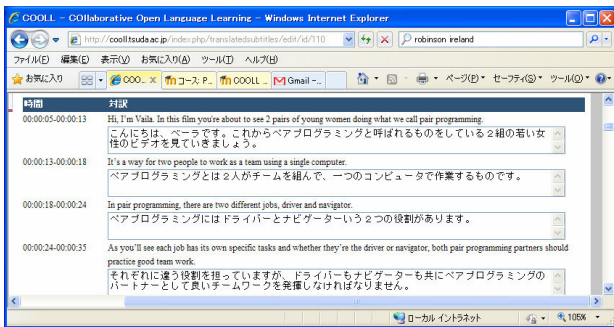 COOLL - COllaborative Open Language Learning - Windows Internet Explorer
http://cooll.tsuda.ac.jp/index.php/translatedsubtitles/edit/id/110
robinson ireland
ファイル(F) 編集(E) 表示(V) お気に入り(A) ツール(T) ヘルプ(H)
お気に入り COO... コース: P... COOLL ... Gmail -... ページ(P) セーフティ(S) ツール(O)
時間 対訳
00:00:05-00:00:13 Hi, I'm Vaila. In this film you're about to see 2 pairs of young women doing what we call pair programming.
こんにちは、ベーラです。これからペアプログラミングと呼ばれるものをしている２組の若い女
性のビデオを見ていきましょう。
00:00:13-00:00:18 It's a way for two people to work as a team using a single computer.
ペアプログラミングとは２人がチームを組んで、一つのコンピュータで作業するものです。
00:00:18-00:00:24 In pair programming, there are two different jobs, driver and navigator.
ペアプログラミングにはドライバーとナビゲーターいう２つの役割があります。
00:00:24-00:00:35 As you'll see each job has its own specific tasks and whether they're the driver or navigator, both pair programming partners should
practice good team work.
それぞれに違う役割を担っていますが、ドライバーもナビゲーターも共にペアプログラミングの
パートナーとして良いチームワークを発揮しなければなりません。
ローカル イントラネット 105%